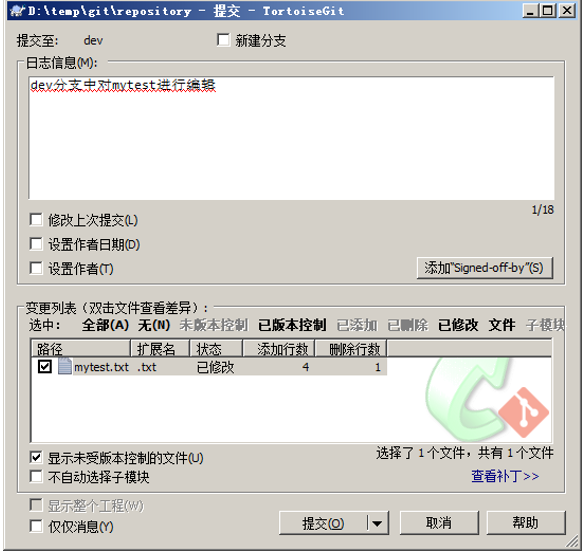 D:\temp\git\repository - 提交 - TortoiseGit
提交至: dev 新建分支
日志信息(M):
dev分支中对mytest进行编辑
1/18
修改上次提交(L)
设置作者日期(D)
设置作者(T)
添加"Signed-off-by"(S)
变更列表（双击文件查看差异）:
选中: 全部(A) 无(N) 未版本控制 已版本控制 已添加 已删除 已修改 文件 子模块
路径 扩展名 状态 添加行数 删除行数
mytest.txt .txt 已修改 4 1
显示未受版本控制的文件(U)
选择了 1 个文件，共有 1 个文件
不自动选择子模块
查看补丁>>
显示整个工程(W)
仅仅消息(Y)
提交(O) 取消 帮助